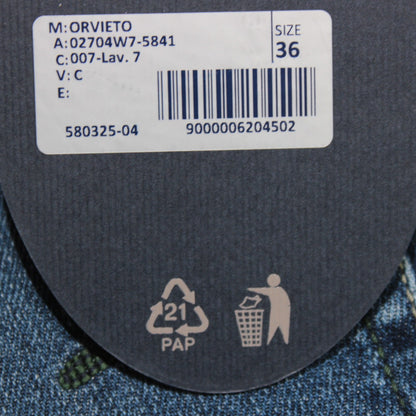 M:ORVIETO
A:02704W7-5841
C:007-Lav. 7
V:C
E:
SIZE
36
580325-04
9000006204502
21
PAP